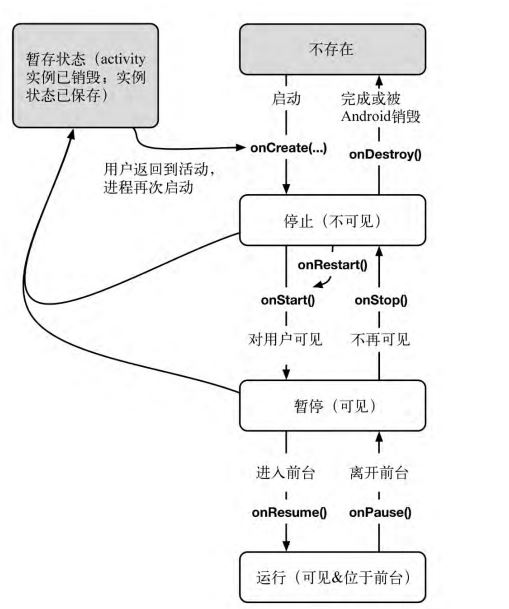 暂存状态（activity
实例已销毁；实例
状态已保存）
不存在
启动
完成或被
Android销毁
onCreate(...)
onDestroy()
用户返回到活动，
进程再次启动
停止（不可见）
onRestart()
onStart()
onStop()
对用户可见
不再可见
暂停（可见）
进入前台
离开前台
onResume()
onPause()
运行（可见&位于前台）